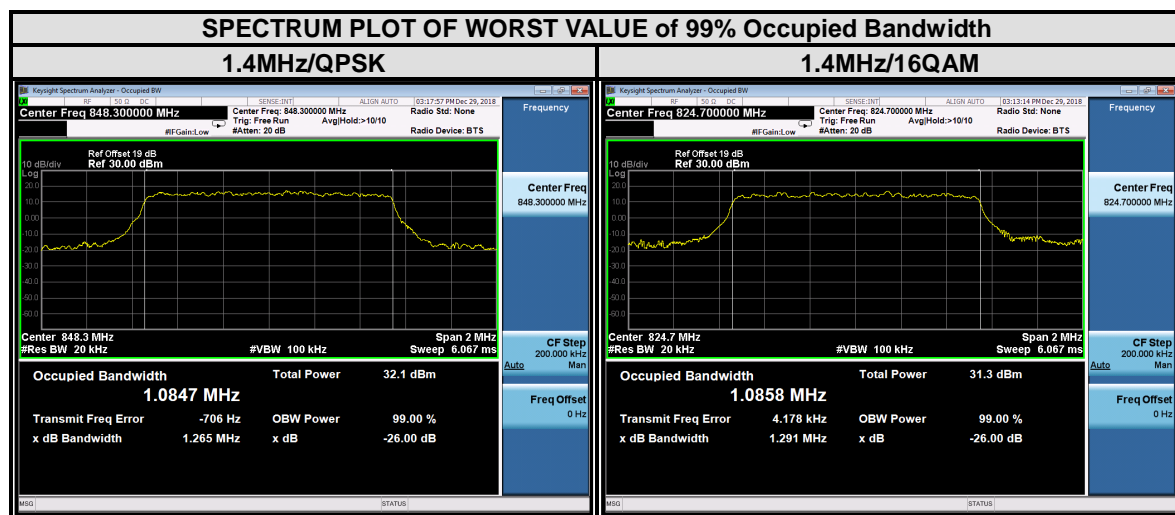 SPECTRUM PLOT OF WORST VALUE of 99% Occupied Bandwidth
1.4MHz/QPSK
Keysight Spectrum Analyzer - Occupied BW
LXI RF 50 Ω DC SENSE:INT ALIGN AUTO 03:17:57 PM Dec 29, 2018
Center Freq 848.300000 MHz
Center Freq: 848.300000 MHz
Radio Std: None
Trig: Free Run Avg|Hold:>10/10
#IFGain:Low #Atten: 20 dB Radio Device: BTS
Ref Offset 19 dB
10 dB/div Ref 30.00 dBm
Log
20.0
10.0
0.00
-10.0
-20.0
-30.0
-40.0
-50.0
-60.0
Center 848.3 MHz Span 2 MHz
#Res BW 20 kHz #VBW 100 kHz Sweep 6.067 ms
Occupied Bandwidth Total Power 32.1 dBm
1.0847 MHz
Transmit Freq Error -706 Hz OBW Power 99.00 %
x dB Bandwidth 1.265 MHz x dB -26.00 dB
MSG STATUS
Frequency
Center Freq
848.300000 MHz
CF Step
200.000 kHz
Auto Man
Freq Offset
0 Hz
1.4MHz/16QAM
Keysight Spectrum Analyzer - Occupied BW
LXI RF 50 Ω DC SENSE:INT ALIGN AUTO 03:13:14 PM Dec 29, 2018
Center Freq 824.700000 MHz
Center Freq: 824.700000 MHz
Radio Std: None
Trig: Free Run Avg|Hold:>10/10
#IFGain:Low #Atten: 20 dB Radio Device: BTS
Ref Offset 19 dB
10 dB/div Ref 30.00 dBm
Log
20.0
10.0
0.00
-10.0
-20.0
-30.0
-40.0
-50.0
-60.0
Center 824.7 MHz Span 2 MHz
#Res BW 20 kHz #VBW 100 kHz Sweep 6.067 ms
Occupied Bandwidth Total Power 31.3 dBm
1.0858 MHz
Transmit Freq Error 4.178 kHz OBW Power 99.00 %
x dB Bandwidth 1.291 MHz x dB -26.00 dB
MSG STATUS
Frequency
Center Freq
824.700000 MHz
CF Step
200.000 kHz
Auto Man
Freq Offset
0 Hz